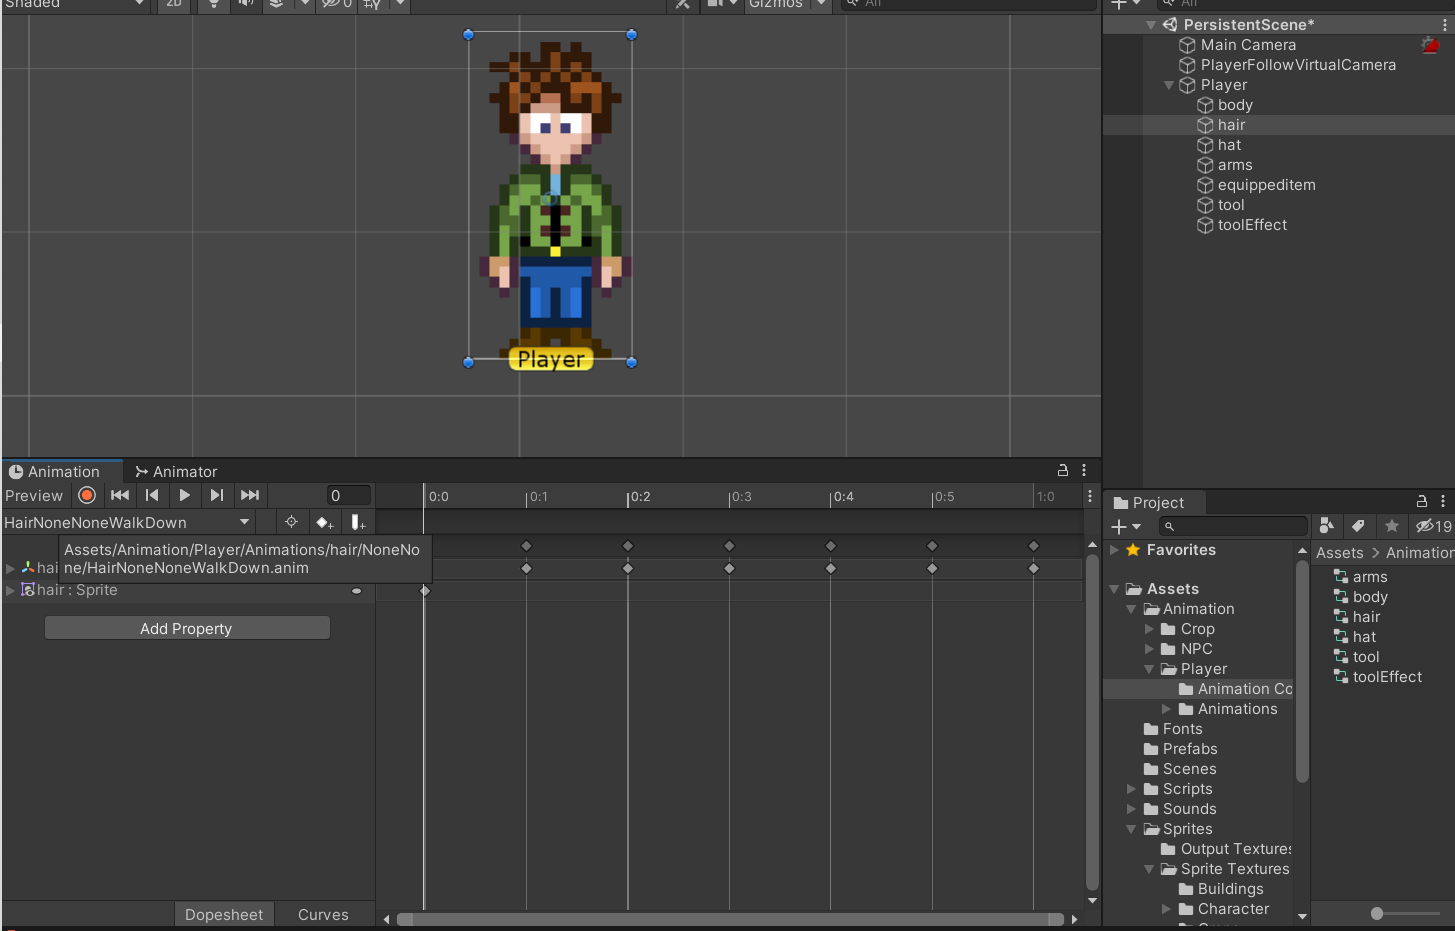 Shaded
2D
0
Gizmos
All
All
PersistentScene*
Main Camera
PlayerFollowVirtualCamera
Player
body
hair
hat
arms
equippeditem
tool
toolEffect
Player
Animation
Animator
Preview
0
0:0
0:1
0:2
0:3
0:4
0:5
1:0
HairNoneNoneWalkDown
Assets/Animation/Player/Animations/hair/NoneNo
ne/HairNoneNoneWalkDown.anim
hai
hair : Sprite
Add Property
Dopesheet
Curves
Project
19
Favorites
Assets
Animation
Crop
NPC
Player
Animation Co
Animations
Fonts
Prefabs
Scenes
Scripts
Sounds
Sprites
Output Textures
Sprite Textures
Buildings
Character
Assets > Animation
arms
body
hair
hat
tool
toolEffect